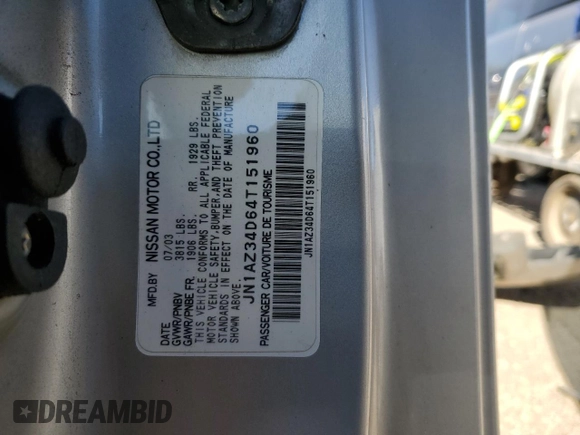 MFD.BY NISSAN MOTOR CO.,LTD
DATE 07/03
GVWR/PNBV 3815 LBS.
GAWR/PNBE FR. 1906 LBS. RR. 1929 LBS.
THIS VEHICLE CONFORMS TO ALL APPLICABLE FEDERAL
MOTOR VEHICLE SAFETY,BUMPER,AND THEFT PREVENTION
STANDARDS IN EFFECT ON THE DATE OF MANUFACTURE
SHOWN ABOVE.
JN1AZ34D64T151960
PASSENGER CAR/VOITURE DE TOURISME
JN1AZ34D64T151960
DREAMBID